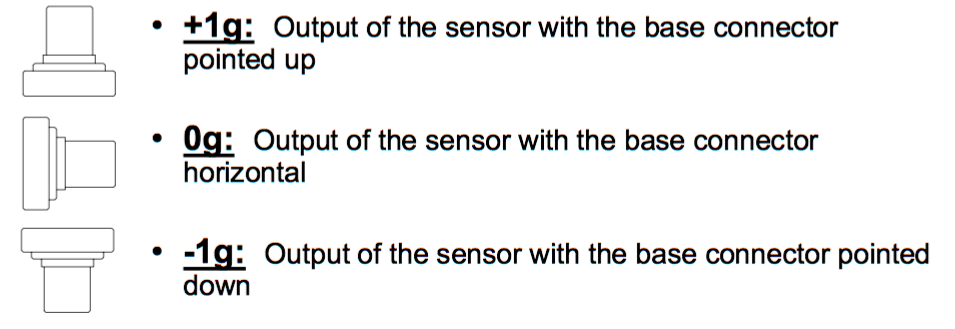 • +1g: Output of the sensor with the base connector
pointed up
• 0g: Output of the sensor with the base connector
horizontal
• -1g: Output of the sensor with the base connector pointed
down